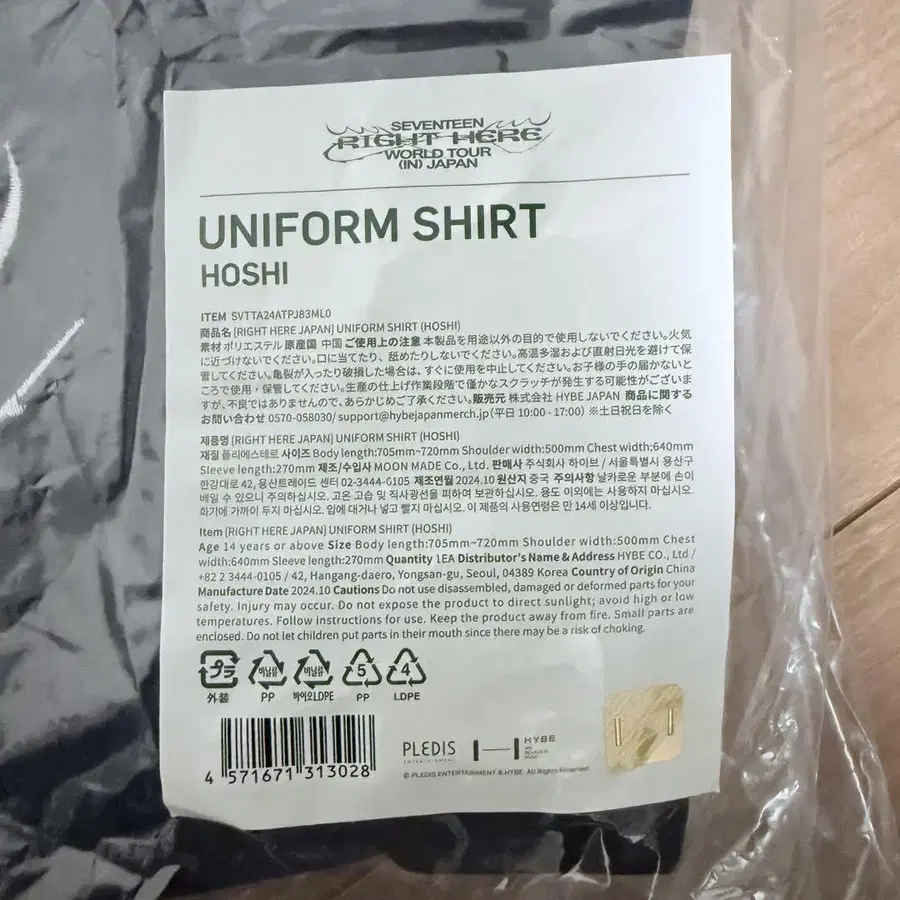 SEVENTEEN
RIGHT HERE
WORLD TOUR
(IN) JAPAN
UNIFORM SHIRT
HOSHI
ITEM SVTTA24ATPJ83ML0
商品名 [RIGHT HERE JAPAN] UNIFORM SHIRT (HOSHI)
素材 ポリエステル 原産国 中国 ご使用上の注意 本製品を用途以外の目的で使用しないでください。火気
に近づけないでください。口に当てたり、舐めたりしないでください。高温多湿および直射日光を避けて保
管してください。亀裂が入ったり破損した場合は、すぐに使用を中止してください。お子様の手の届かないと
ころで使用・保管してください。生産の仕上げ作業段階で僅かなスクラッチが発生する可能性がございま
すが、不良ではありませんので、あらかじめご了承ください。販売元 株式会社 HYBE JAPAN 商品に関する
お問い合わせ 0570-058030/ support@hybejapanmerch.jp (平日 10:00 - 17:00) ※土日祝日を除く
제품명 [RIGHT HERE JAPAN] UNIFORM SHIRT (HOSHI)
재질 폴리에스테르 사이즈 Body length:705mm~720mm Shoulder width:500mm Chest width:640mm
Sleeve length:270mm 제조/수입사 MOON MADE Co., Ltd. 판매사 주식회사 하이브 / 서울특별시 용산구
한강대로 42, 용산트레이드 센터 02-3444-0105 제조연월 2024.10 원산지 중국 주의사항 날카로운 부분에 손이
베일 수 있으니 주의하십시오. 고온 고습 및 직사광선을 피하여 보관하십시오. 용도 이외에는 사용하지 마십시오.
화기에 가까이 두지 마십시오. 입에 대거나 넣고 빨지 마십시오. 이 제품의 사용연령은 만 14세 이상입니다.
Item [RIGHT HERE JAPAN] UNIFORM SHIRT (HOSHI)
Age 14 years or above Size Body length:705mm~720mm Shoulder width:500mm Chest
width:640mm Sleeve length:270mm Quantity 1EA Distributor's Name & Address HYBE CO., Ltd /
+82 2 3444-0105 / 42, Hangang-daero, Yongsan-gu, Seoul, 04389 Korea Country of Origin China
Manufacture Date 2024.10 Cautions Do not use disassembled, damaged or deformed parts for your
safety. Injury may occur. Do not expose the product to direct sunlight; avoid high or low
temperatures. Follow instructions for use. Keep the product away from fire. Small parts are
enclosed. Do not let children put parts in their mouth since there may be a risk of choking.
プラ 비닐류 비닐류 5 4
外装 PP 바이오LDPE PP LDPE
4 571671 313028
PLEDIS HYBE
ENTERTAINMENT WE BELIEVE IN MUSIC
© PLEDIS ENTERTAINMENT & HYBE. All Rights Reserved.